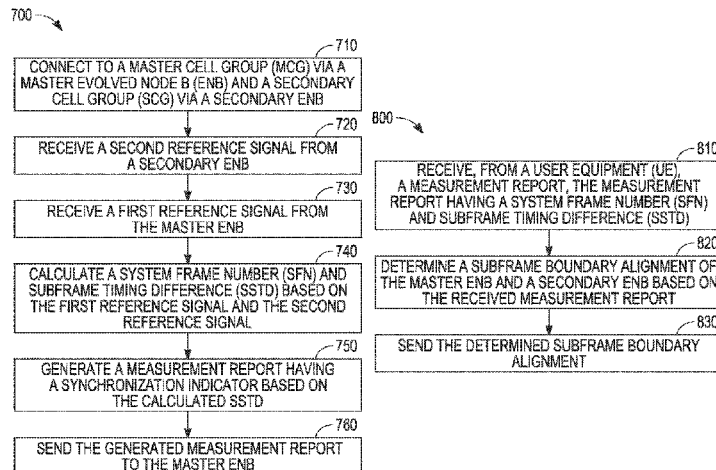 700
710
CONNECT TO A MASTER CELL GROUP (MCG) VIA A
MASTER EVOLVED NODE B (ENB) AND A SECONDARY
CELL GROUP (SCG) VIA A SECONDARY ENB
720
RECEIVE A SECOND REFERENCE SIGNAL FROM
A SECONDARY ENB
730
RECEIVE A FIRST REFERENCE SIGNAL FROM
THE MASTER ENB
740
CALCULATE A SYSTEM FRAME NUMBER (SFN) AND
SUBFRAME TIMING DIFFERENCE (SSTD) BASED ON
THE FIRST REFERENCE SIGNAL AND THE SECOND
REFERENCE SIGNAL
750
GENERATE A MEASUREMENT REPORT HAVING
A SYNCHRONIZATION INDICATOR BASED ON
THE CALCULATED SSTD
760
SEND THE GENERATED MEASUREMENT REPORT
TO THE MASTER ENB
800
810
RECEIVE, FROM A USER EQUIPMENT (UE),
A MEASUREMENT REPORT, THE MEASUREMENT
REPORT HAVING A SYSTEM FRAME NUMBER (SFN)
AND SUBFRAME TIMING DIFFERENCE (SSTD)
820
DETERMINE A SUBFRAME BOUNDARY ALIGNMENT OF
THE MASTER ENB AND A SECONDARY ENB BASED ON
THE RECEIVED MEASUREMENT REPORT
830
SEND THE DETERMINED SUBFRAME BOUNDARY
ALIGNMENT